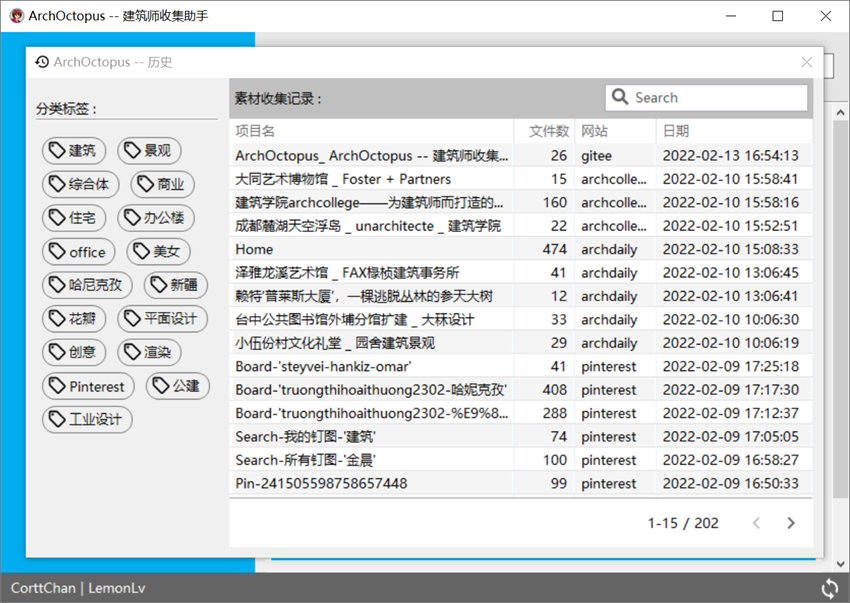 ArchOctopus -- 建筑师收集助手
ArchOctopus -- 历史
分类标签：
建筑 景观
综合体 商业
住宅 办公楼
office 美女
哈尼克孜 新疆
花瓣 平面设计
创意 渲染
Pinterest 公建
工业设计
素材收集记录： Search
项目名 文件数 网站 日期
ArchOctopus_ ArchOctopus -- 建筑师收集... 26 gitee 2022-02-13 16:54:13
大同艺术博物馆 _ Foster + Partners 15 archcolle... 2022-02-10 15:58:41
建筑学院archcollege——为建筑师而打造的... 160 archcolle... 2022-02-10 15:58:16
成都麓湖天空浮岛 _ unarchitecte _ 建筑学院 22 archcolle... 2022-02-10 15:52:51
Home 474 archdaily 2022-02-10 15:08:33
泽雅龙溪艺术馆 _ FAX椽桢建筑事务所 41 archdaily 2022-02-10 13:06:45
赖特'普莱斯大厦'，一棵逃脱丛林的参天大树 12 archdaily 2022-02-10 13:06:41
台中公共图书馆外埔分馆扩建 _ 大秝设计 33 archdaily 2022-02-10 10:06:30
小伍份村文化礼堂 _ 园舍建筑景观 29 archdaily 2022-02-10 10:06:19
Board-'steyvei-hankiz-omar' 41 pinterest 2022-02-09 17:25:18
Board-'truongthihoaithuong2302-哈妮克孜' 408 pinterest 2022-02-09 17:17:30
Board-'truongthihoaithuong2302-%E9%8... 288 pinterest 2022-02-09 17:12:37
Search-我的钉图-'建筑' 74 pinterest 2022-02-09 17:05:05
Search-所有钉图-'金晨' 100 pinterest 2022-02-09 16:58:27
Pin-241505598758657448 99 pinterest 2022-02-09 16:50:33
1-15 / 202
CorttChan | LemonLv